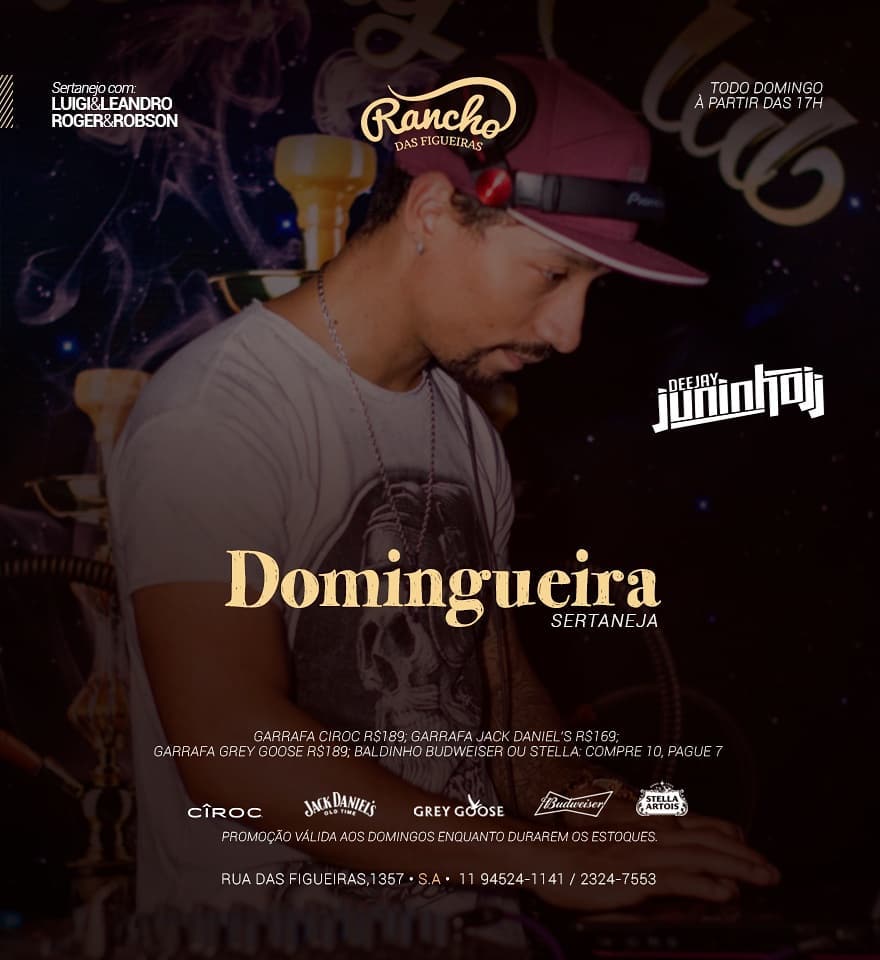 Sertanejo com:
LUIGI&LEANDRO
ROGER&ROBSON
Rancho
DAS FIGUEIRAS
TODO DOMINGO
À PARTIR DAS 17H
DEEJAY
juninhojj
Domingueira
SERTANEJA
GARRAFA CIROC R$189; GARRAFA JACK DANIEL'S R$169;
GARRAFA GREY GOOSE R$189; BALDINHO BUDWEISER OU STELLA: COMPRE 10, PAGUE 7
CÎROC
JACK DANIEL'S
OLD TIME
GREY GOOSE
Budweiser
STELLA
ARTOIS
PROMOÇÃO VÁLIDA AOS DOMINGOS ENQUANTO DURAREM OS ESTOQUES.
RUA DAS FIGUEIRAS,1357 • S.A • 11 94524-1141 / 2324-7553